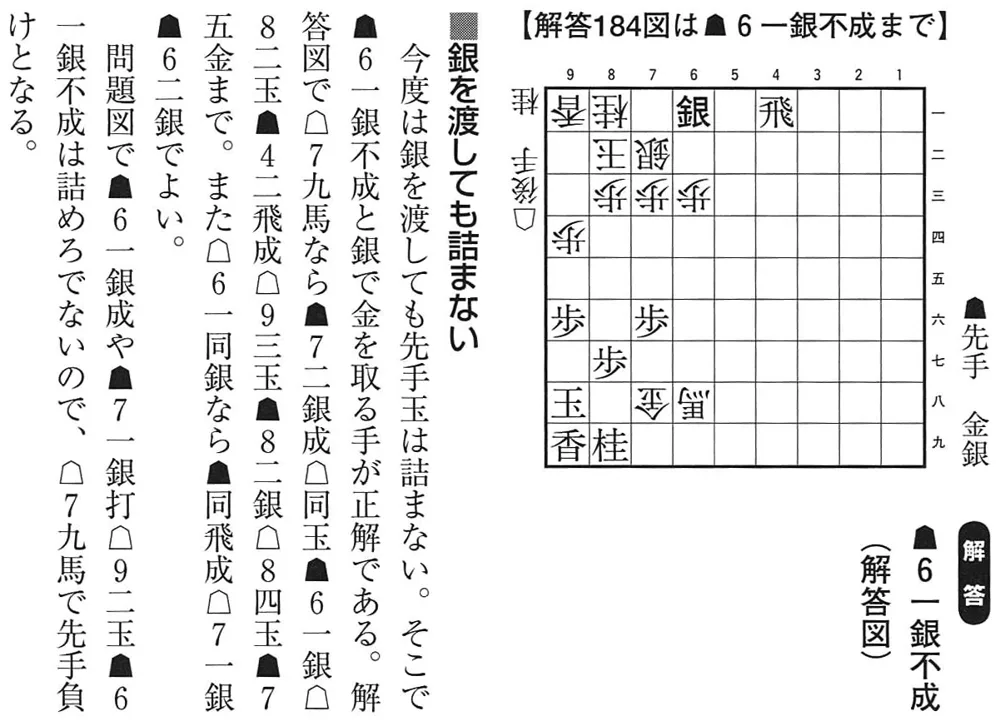 【解答184図は☗6一銀不成まで】
9 8 7 6 5 4 3 2 1
香 桂 銀 飛 一
王 銀 二
歩 歩 歩 三
歩 四
五
歩 歩 六
歩 七
玉 金 馬 八
香 桂 九
☖後手 桂
☗先手 金銀
解答
☗6一銀不成
(解答図)
■銀を渡しても詰まない
今度は銀を渡しても先手玉は詰まない。そこで
☗6一銀不成と銀で金を取る手が正解である。解
答図で☖7九馬なら☗7二銀成☖同玉☗6一銀☖
8二玉☗4二飛成☖9三玉☗8二銀☖8四玉☗7
五金まで。また☖6一同銀なら☗同飛成☖7一銀
☗6二銀でよい。
問題図で☗6一銀成や☗7一銀打☖9二玉☗6
一銀不成は詰めろでないので、☖7九馬で先手負
けとなる。